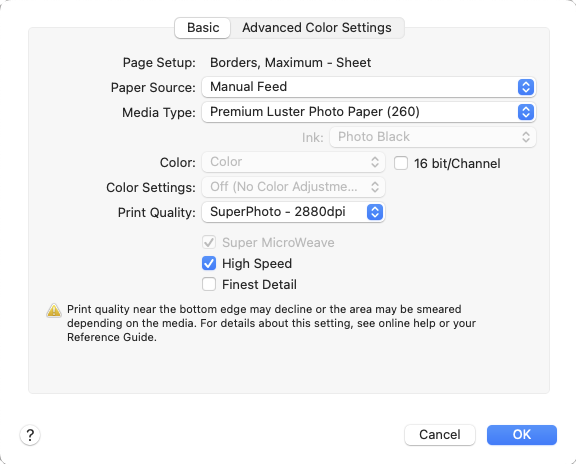 Basic Advanced Color Settings
Page Setup: Borders, Maximum - Sheet
Paper Source: Manual Feed
Media Type: Premium Luster Photo Paper (260)
Ink: Photo Black
Color: Color 16 bit/Channel
Color Settings: Off (No Color Adjustme...
Print Quality: SuperPhoto - 2880dpi
Super MicroWeave
High Speed
Finest Detail
Print quality near the bottom edge may decline or the area may be smeared
depending on the media. For details about this setting, see online help or your
Reference Guide.
? Cancel OK